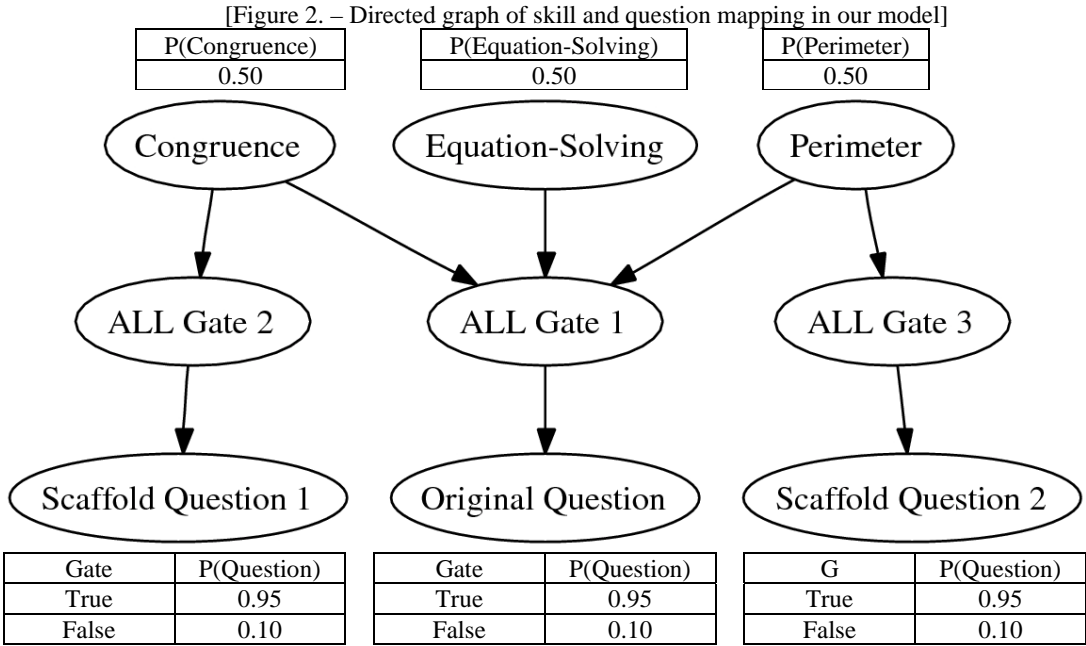 [Figure 2. – Directed graph of skill and question mapping in our model]
P(Congruence) P(Equation-Solving) P(Perimeter)
0.50 0.50 0.50
Congruence Equation-Solving Perimeter
ALL Gate 2 ALL Gate 1 ALL Gate 3
Scaffold Question 1 Original Question Scaffold Question 2
Gate P(Question) Gate P(Question) G P(Question)
True 0.95 True 0.95 True 0.95
False 0.10 False 0.10 False 0.10